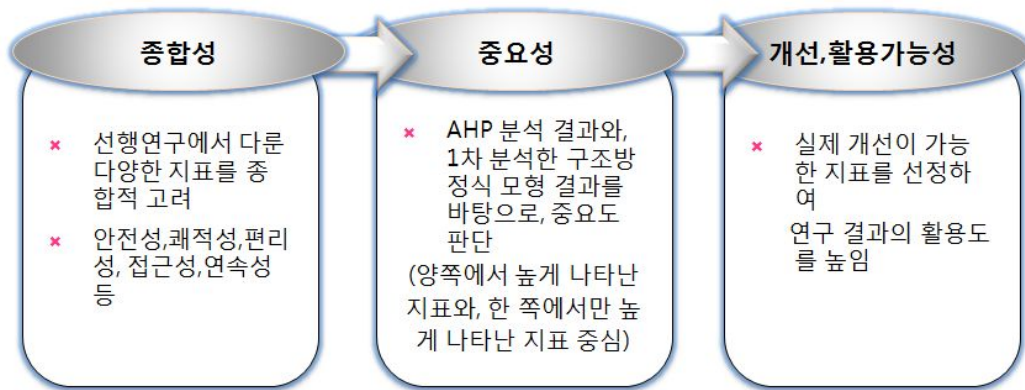 종합성
선행연구에서 다룬
다양한 지표를 종
합적 고려
안전성,쾌적성,편리
성, 접근성,연속성
등
중요성
AHP 분석 결과와,
1차 분석한 구조방
정식 모형 결과를
바탕으로, 중요도
판단
(양쪽에서 높게 나타난
지표와, 한 쪽에서만 높
게 나타난 지표 중심)
개선,활용가능성
실제 개선이 가능
한 지표를 선정하
여
연구 결과의 활용도
를 높임